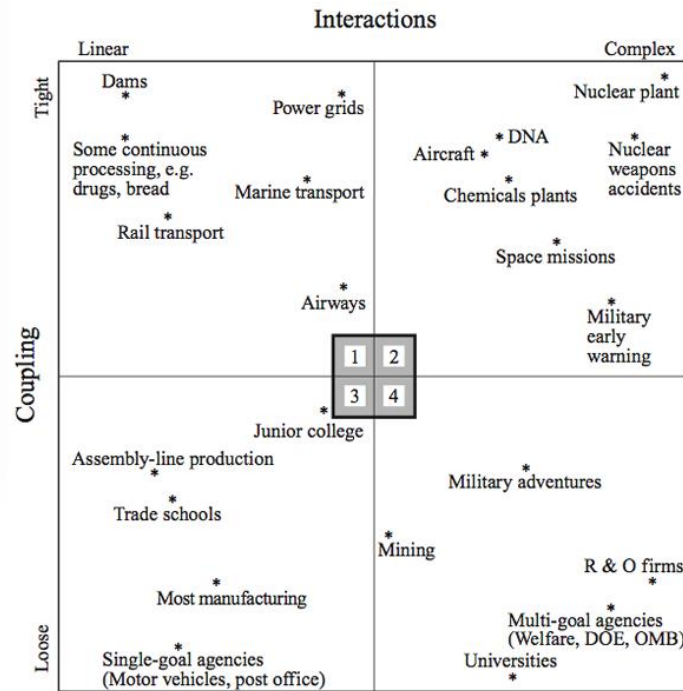 Interactions
Linear
Complex
Tight
Dams
Power grids
Nuclear plant
Some continuous
processing, e.g.
drugs, bread
DNA
Aircraft
Nuclear
weapons
accidents
Marine transport
Chemicals plants
Rail transport
Space missions
Airways
Military
early
warning
Coupling
1
2
3
4
Junior college
Assembly-line production
Military adventures
Trade schools
Mining
R & O firms
Most manufacturing
Multi-goal agencies
(Welfare, DOE, OMB)
Loose
Single-goal agencies
(Motor vehicles, post office)
Universities